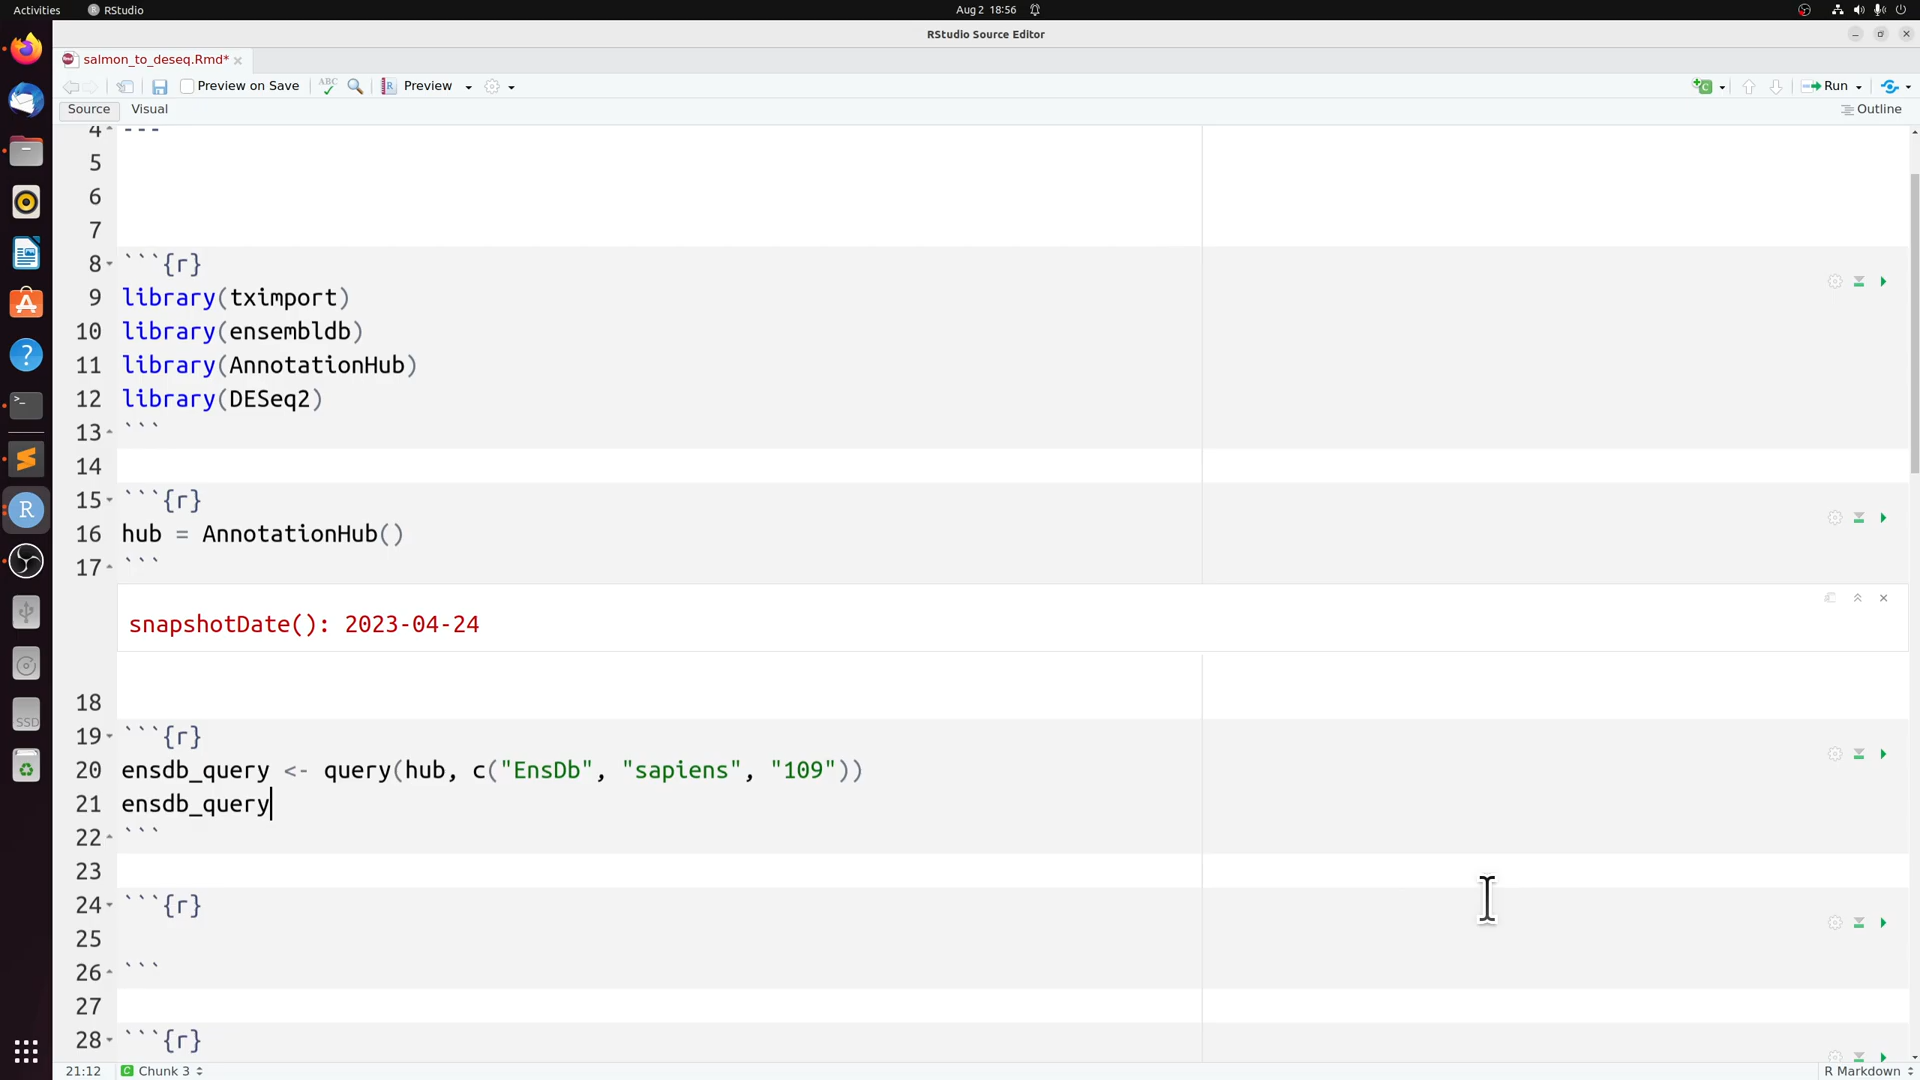 Activities RStudio Aug 2 18:56
RStudio Source Editor
salmon_to_deseq.Rmd*
Preview on Save ABC Preview Run
Source Visual Outline
4 ---
5
6
7
8 ```{r}
9 library(tximport)
10 library(ensembldb)
11 library(AnnotationHub)
12 library(DESeq2)
13 ```
14
15 ```{r}
16 hub = AnnotationHub()
17 ```
snapshotDate(): 2023-04-24
18
19 ```{r}
20 ensdb_query <- query(hub, c("EnsDb", "sapiens", "109"))
21 ensdb_query
22 ```
23
24 ```{r}
25
26 ```
27
28 ```{r}
21:12 C Chunk 3 R Markdown
SSD